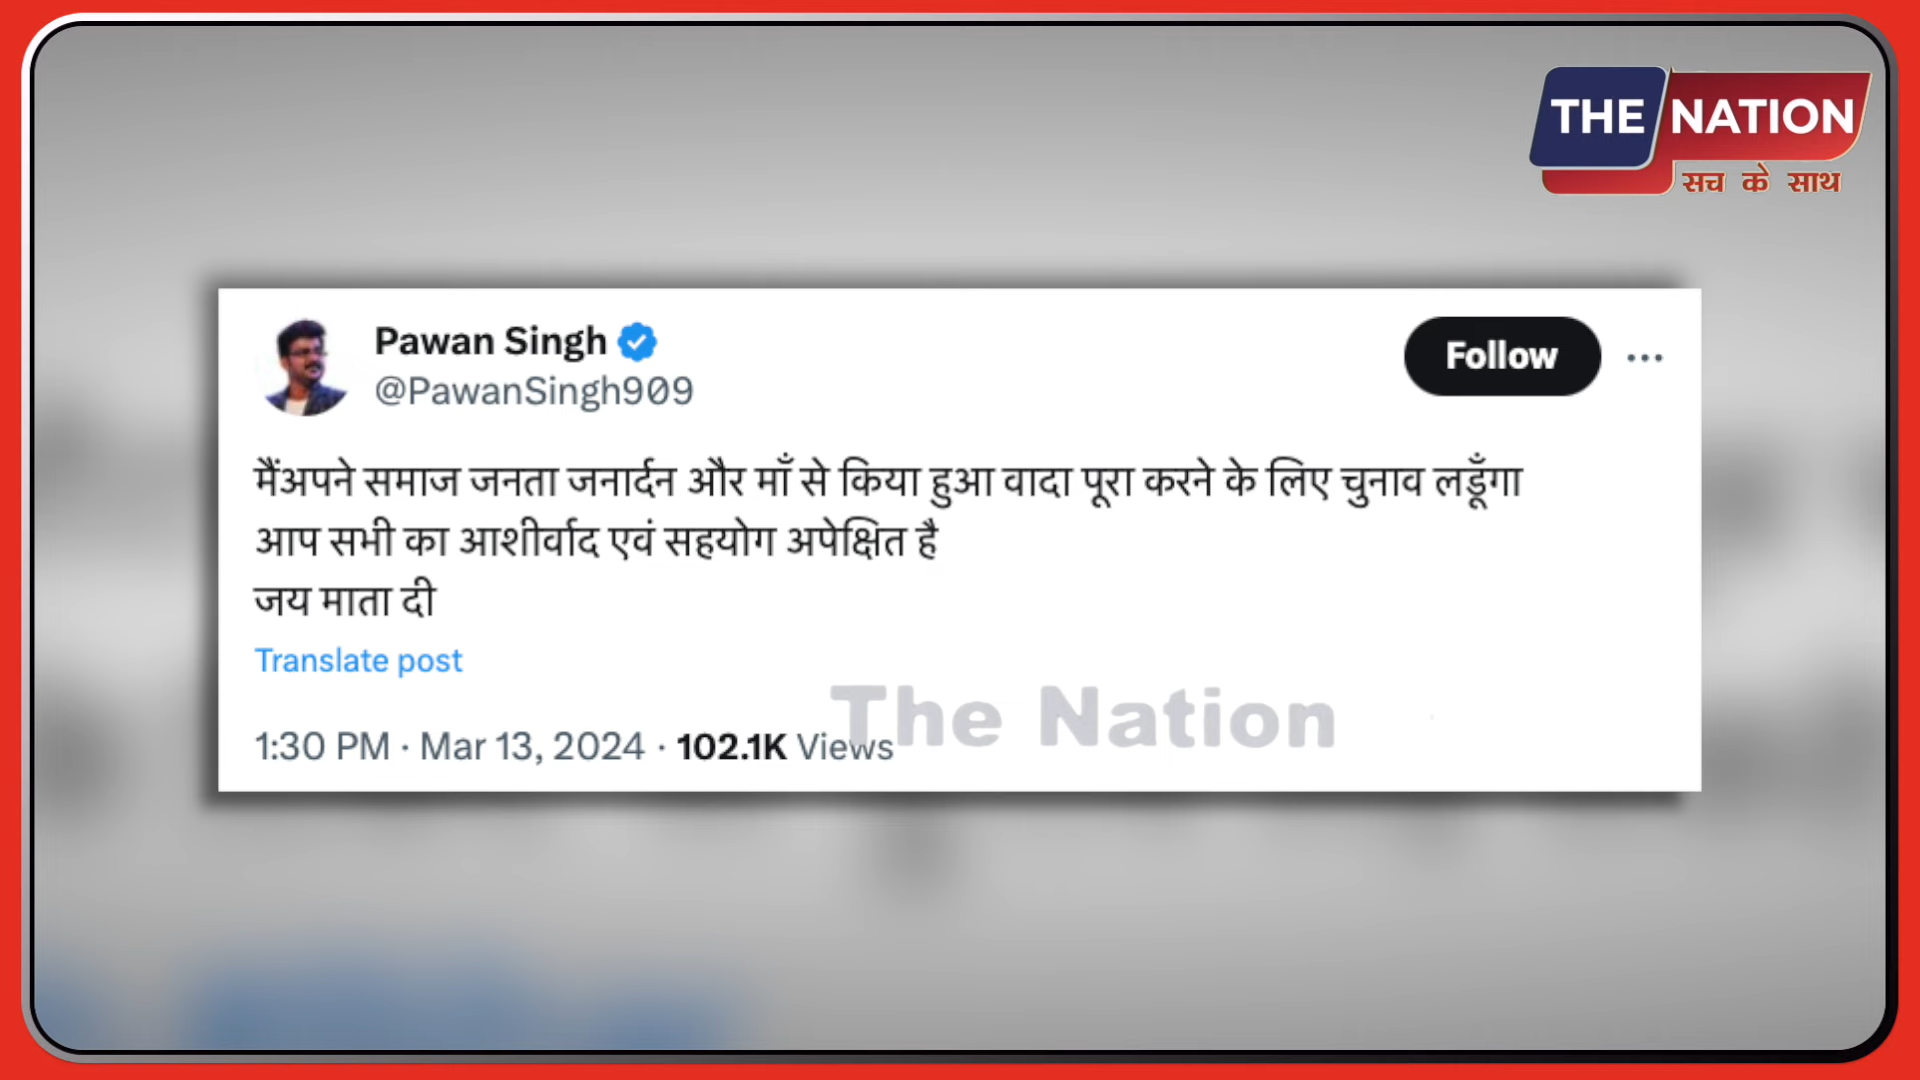 THE NATION
सच के साथ
Pawan Singh
@PawanSingh909
Follow
मैंअपने समाज जनता जनार्दन और माँ से किया हुआ वादा पूरा करने के लिए चुनाव लडूँगा
आप सभी का आशीर्वाद एवं सहयोग अपेक्षित है
जय माता दी
Translate post
The Nation
1:30 PM · Mar 13, 2024 · 102.1K Views